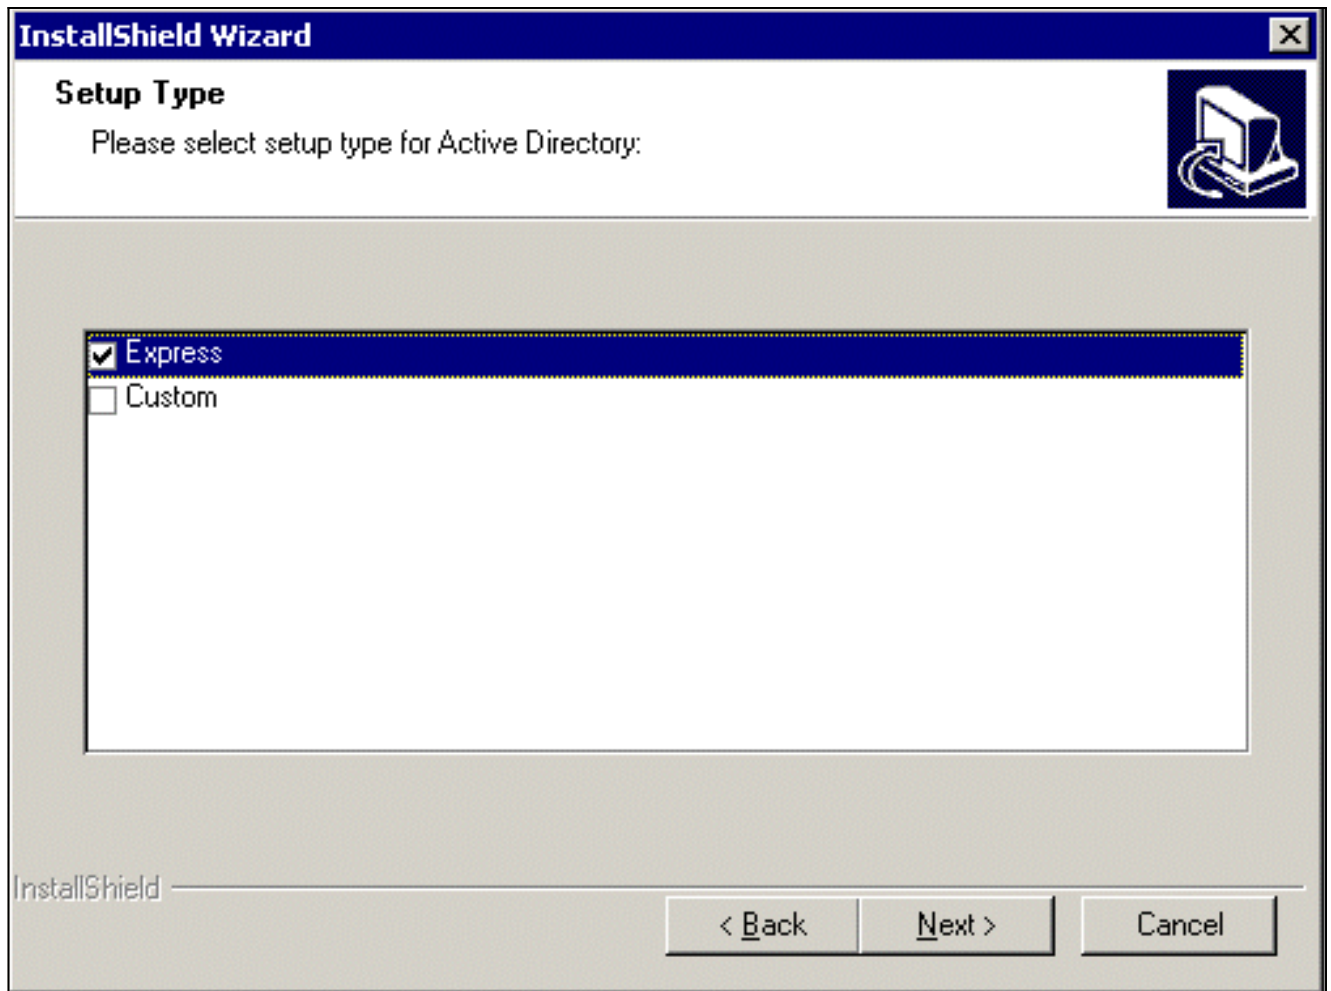 InstallShield Wizard
Setup Type
Please select setup type for Active Directory:
Express
Custom
InstallShield
< Back Next > Cancel